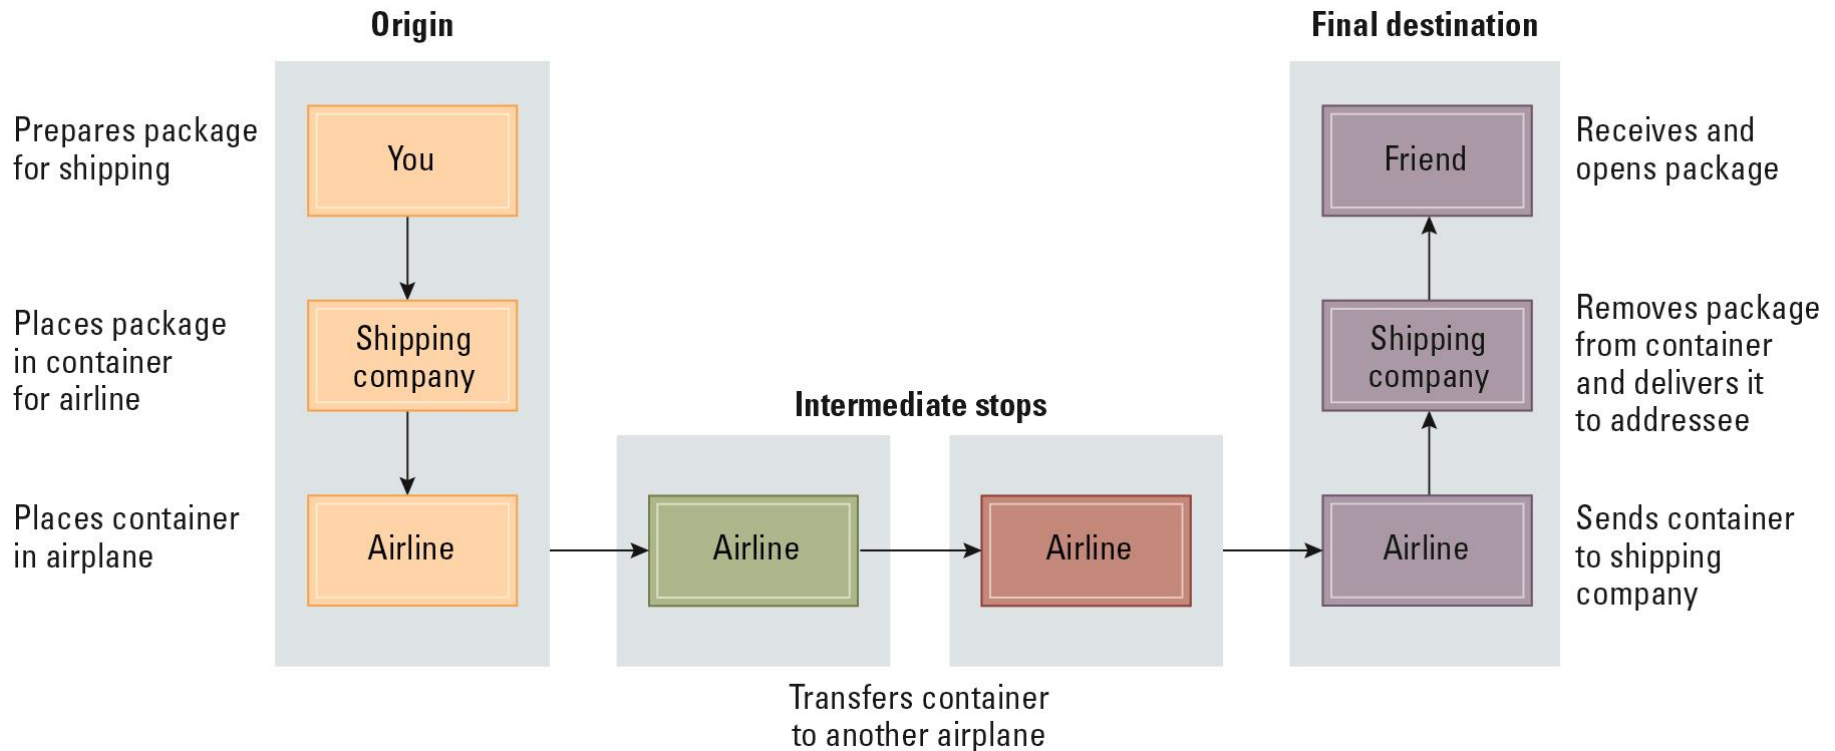 Origin
Final destination
Prepares package
for shipping
You
Friend
Receives and
opens package
Places package
in container
for airline
Shipping
company
Shipping
company
Removes package
from container
and delivers it
to addressee
Intermediate stops
Places container
in airplane
Airline
Airline
Airline
Airline
Sends container
to shipping
company
Transfers container
to another airplane